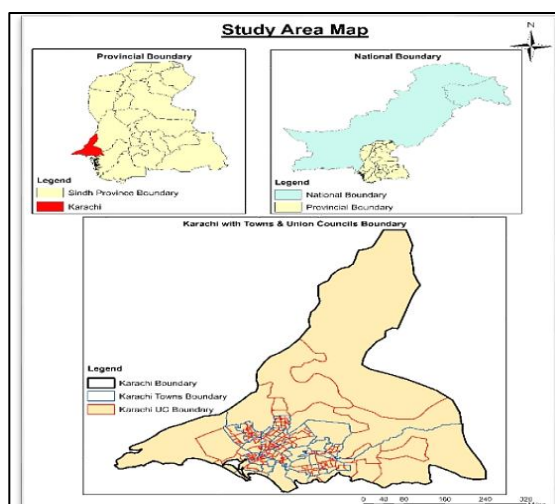 Study Area Map
N
Provincial Boundary
Legend
Sindh Province Boundary
Karachi
National Boundary
Legend
National Boundary
Provincial Boundary
Karachi with Towns & Union Councils Boundary
Legend
Karachi Boundary
Karachi Towns Boundary
Karachi UC Boundary
0 40 80 160 240 320